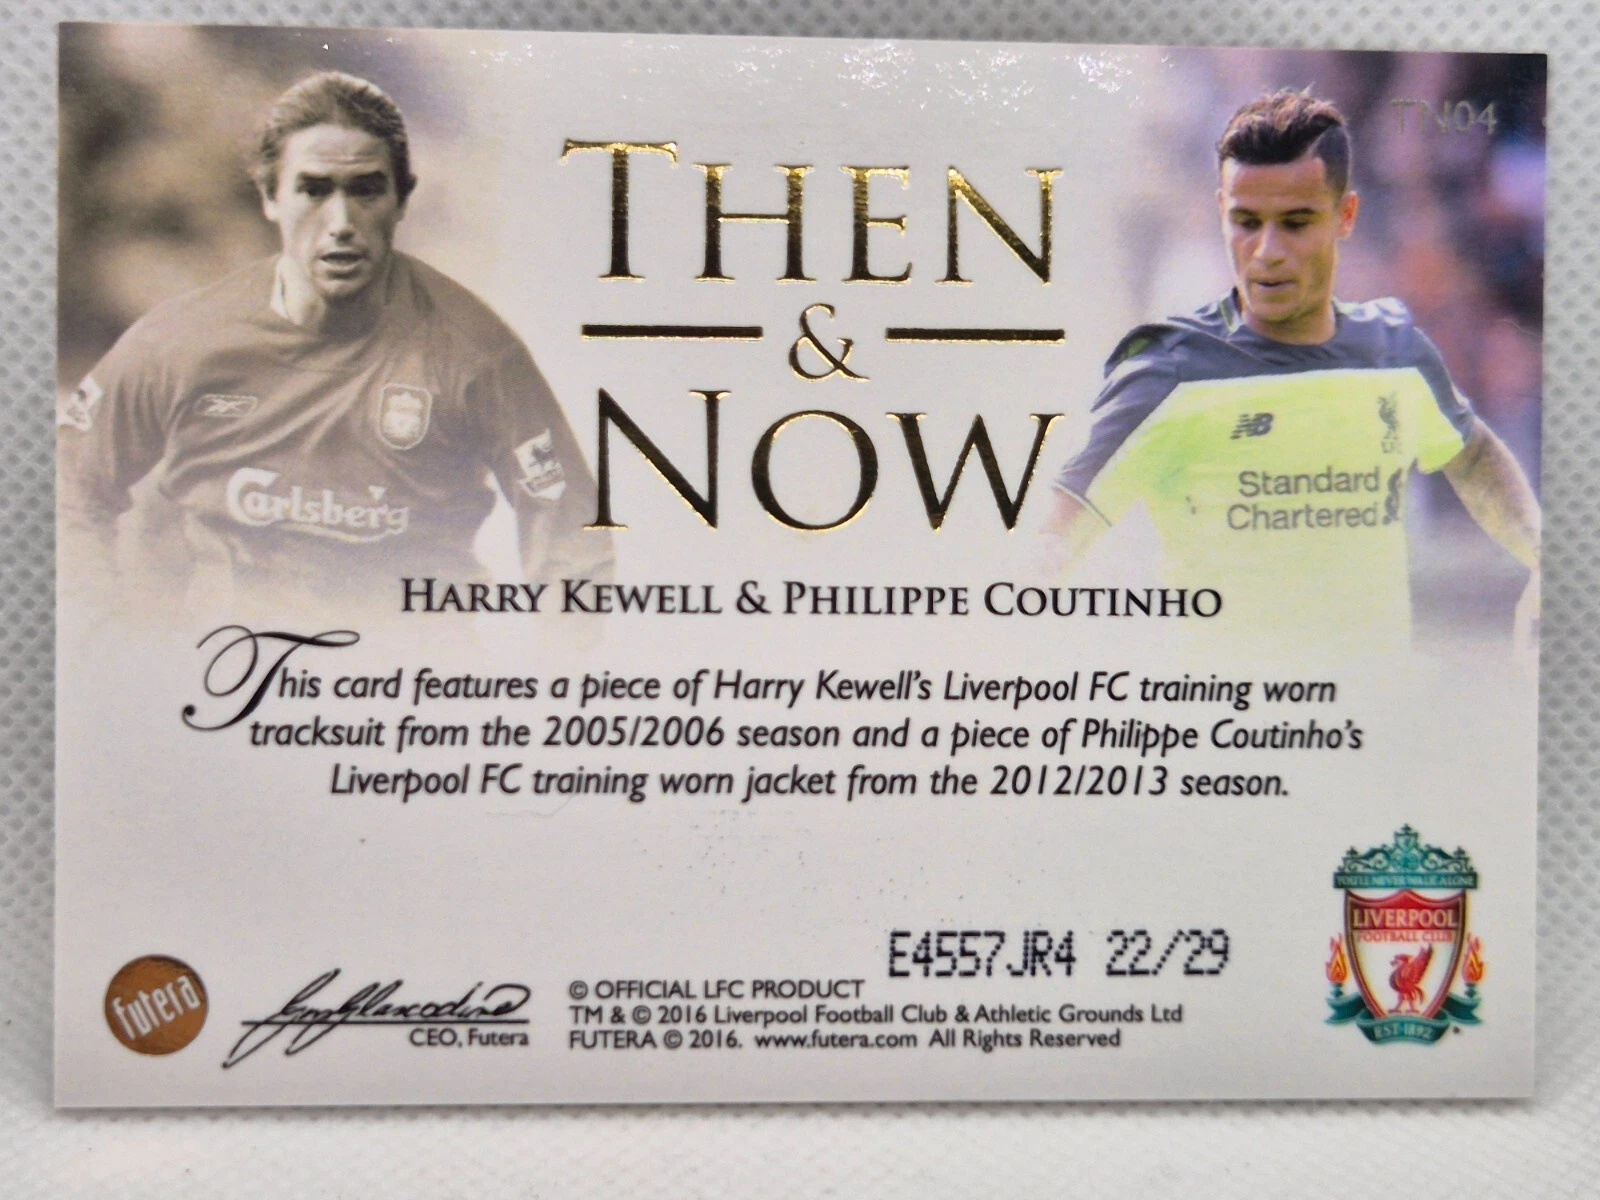 TN04
THEN
&
NOW
Carlsberg
NB
Standard
Chartered
HARRY KEWELL & PHILIPPE COUTINHO
This card features a piece of Harry Kewell's Liverpool FC training worn
tracksuit from the 2005/2006 season and a piece of Philippe Coutinho's
Liverpool FC training worn jacket from the 2012/2013 season.
E4557JR4 22/29
YOU'LL NEVER WALK ALONE
LIVERPOOL
FOOTBALL CLUB
EST·1892
futera
CEO, Futera
© OFFICIAL LFC PRODUCT
TM & © 2016 Liverpool Football Club & Athletic Grounds Ltd
FUTERA © 2016. www.futera.com All Rights Reserved